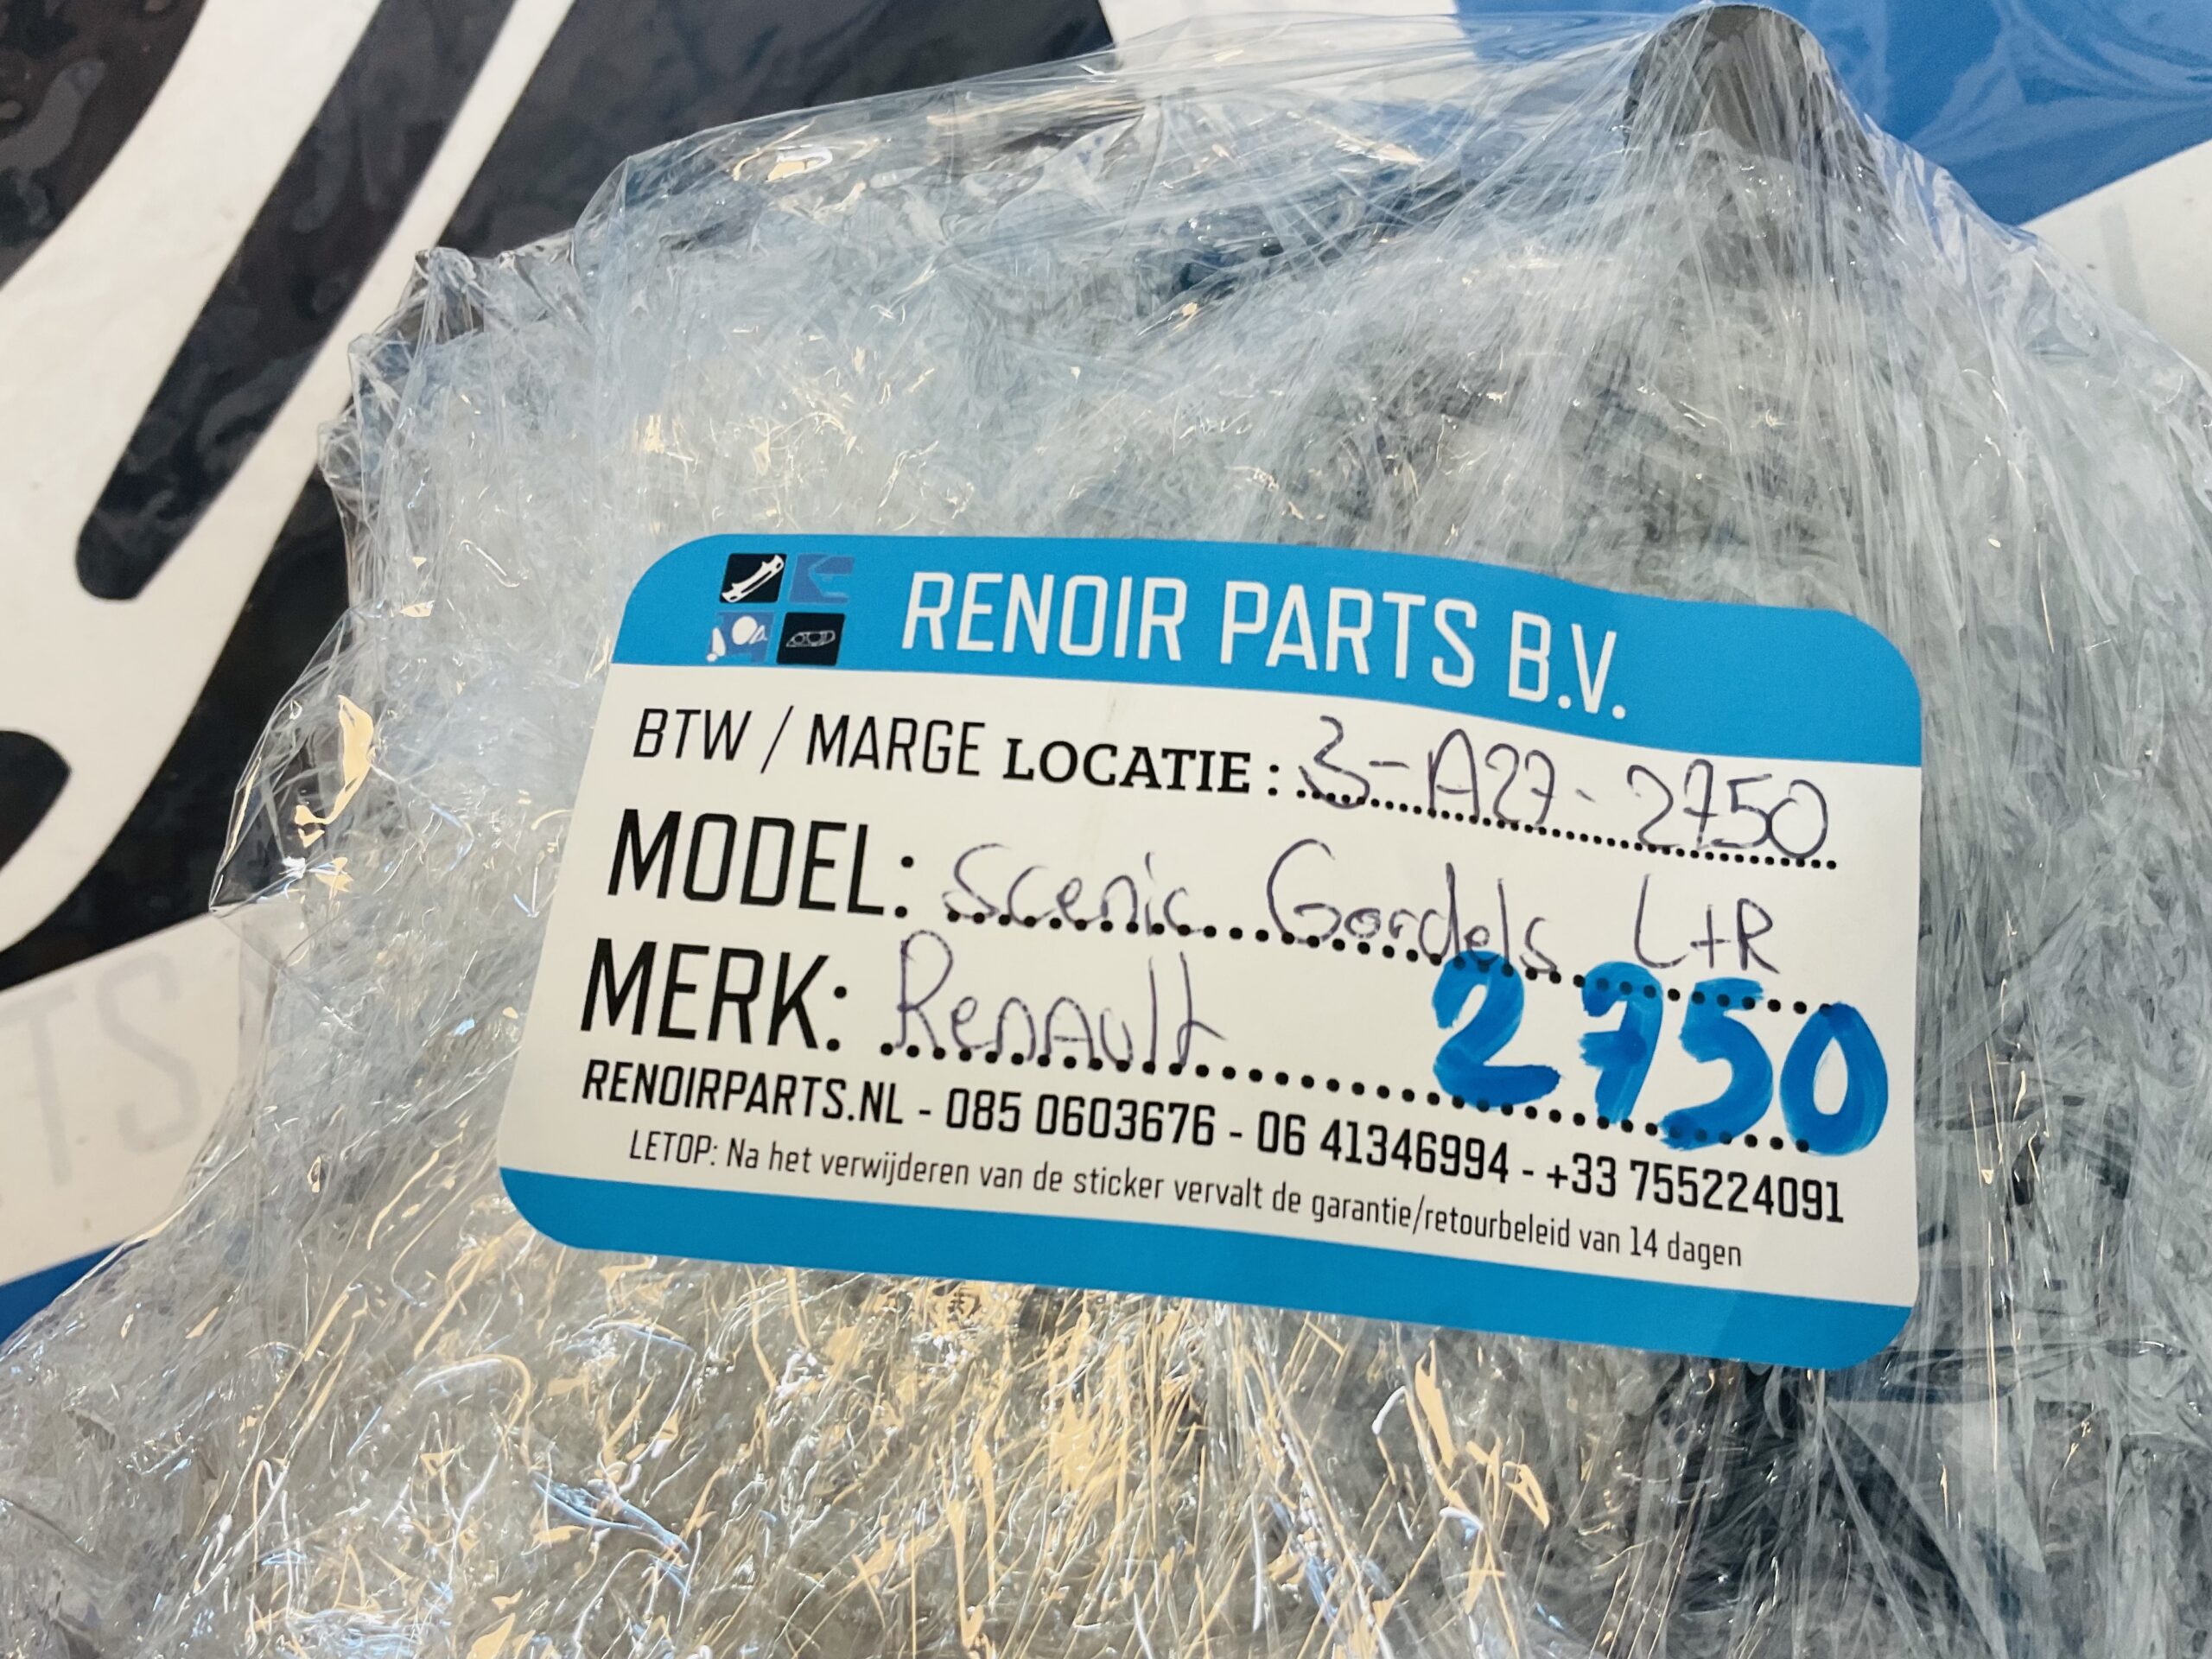 RENOIR PARTS B.V.
BTW / MARGE LOCATIE : 3-A27-2750
MODEL: Scenic Gordels L+R
MERK: Renault 2750
RENOIRPARTS.NL - 085 0603676 - 06 41346994 - +33 755224091
LETOP: Na het verwijderen van de sticker vervalt de garantie/retourbeleid van 14 dagen
TS